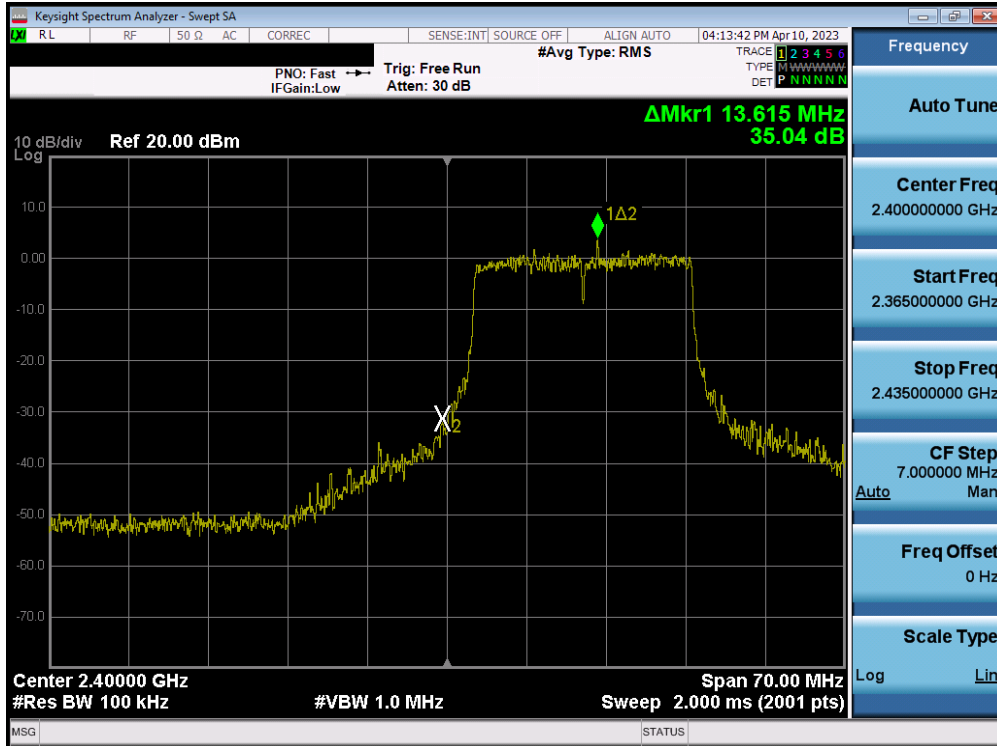 Keysight Spectrum Analyzer - Swept SA
LXI RL RF 50 Ω AC CORREC SENSE:INT SOURCE OFF ALIGN AUTO 04:13:42 PM Apr 10, 2023
#Avg Type: RMS
TRACE 1 2 3 4 5 6
TYPE M W W W W W
DET P N N N N N
PNO: Fast
IFGain:Low
Trig: Free Run
Atten: 30 dB
ΔMkr1 13.615 MHz
35.04 dB
10 dB/div Ref 20.00 dBm
Log
10.0
0.00
-10.0
-20.0
-30.0
-40.0
-50.0
-60.0
-70.0
1Δ2
X2
Center 2.40000 GHz Span 70.00 MHz
#Res BW 100 kHz #VBW 1.0 MHz Sweep 2.000 ms (2001 pts)
MSG STATUS
Frequency
Auto Tune
Center Freq
2.400000000 GHz
Start Freq
2.365000000 GHz
Stop Freq
2.435000000 GHz
CF Step
7.000000 MHz
Auto Man
Freq Offset
0 Hz
Scale Type
Log Lin